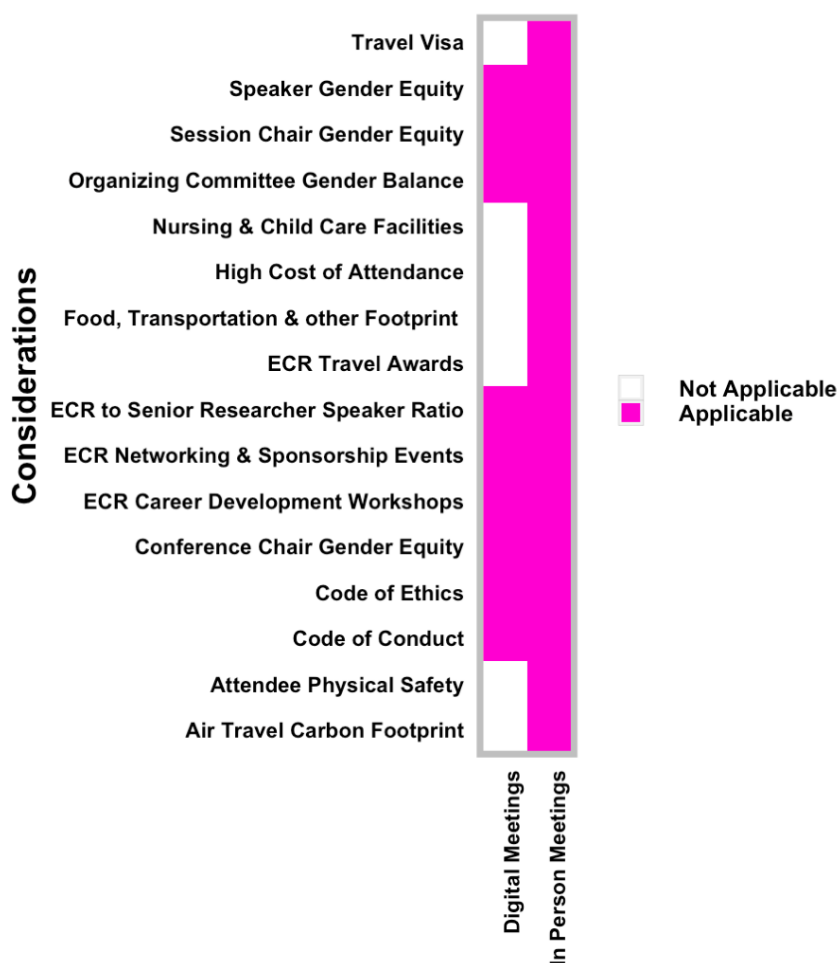 Travel Visa
Speaker Gender Equity
Session Chair Gender Equity
Organizing Committee Gender Balance
Nursing & Child Care Facilities
High Cost of Attendance
Food, Transportation & other Footprint
ECR Travel Awards
ECR to Senior Researcher Speaker Ratio
ECR Networking & Sponsorship Events
ECR Career Development Workshops
Conference Chair Gender Equity
Code of Ethics
Code of Conduct
Attendee Physical Safety
Air Travel Carbon Footprint
Considerations
Not Applicable
Applicable
Digital Meetings
In Person Meetings